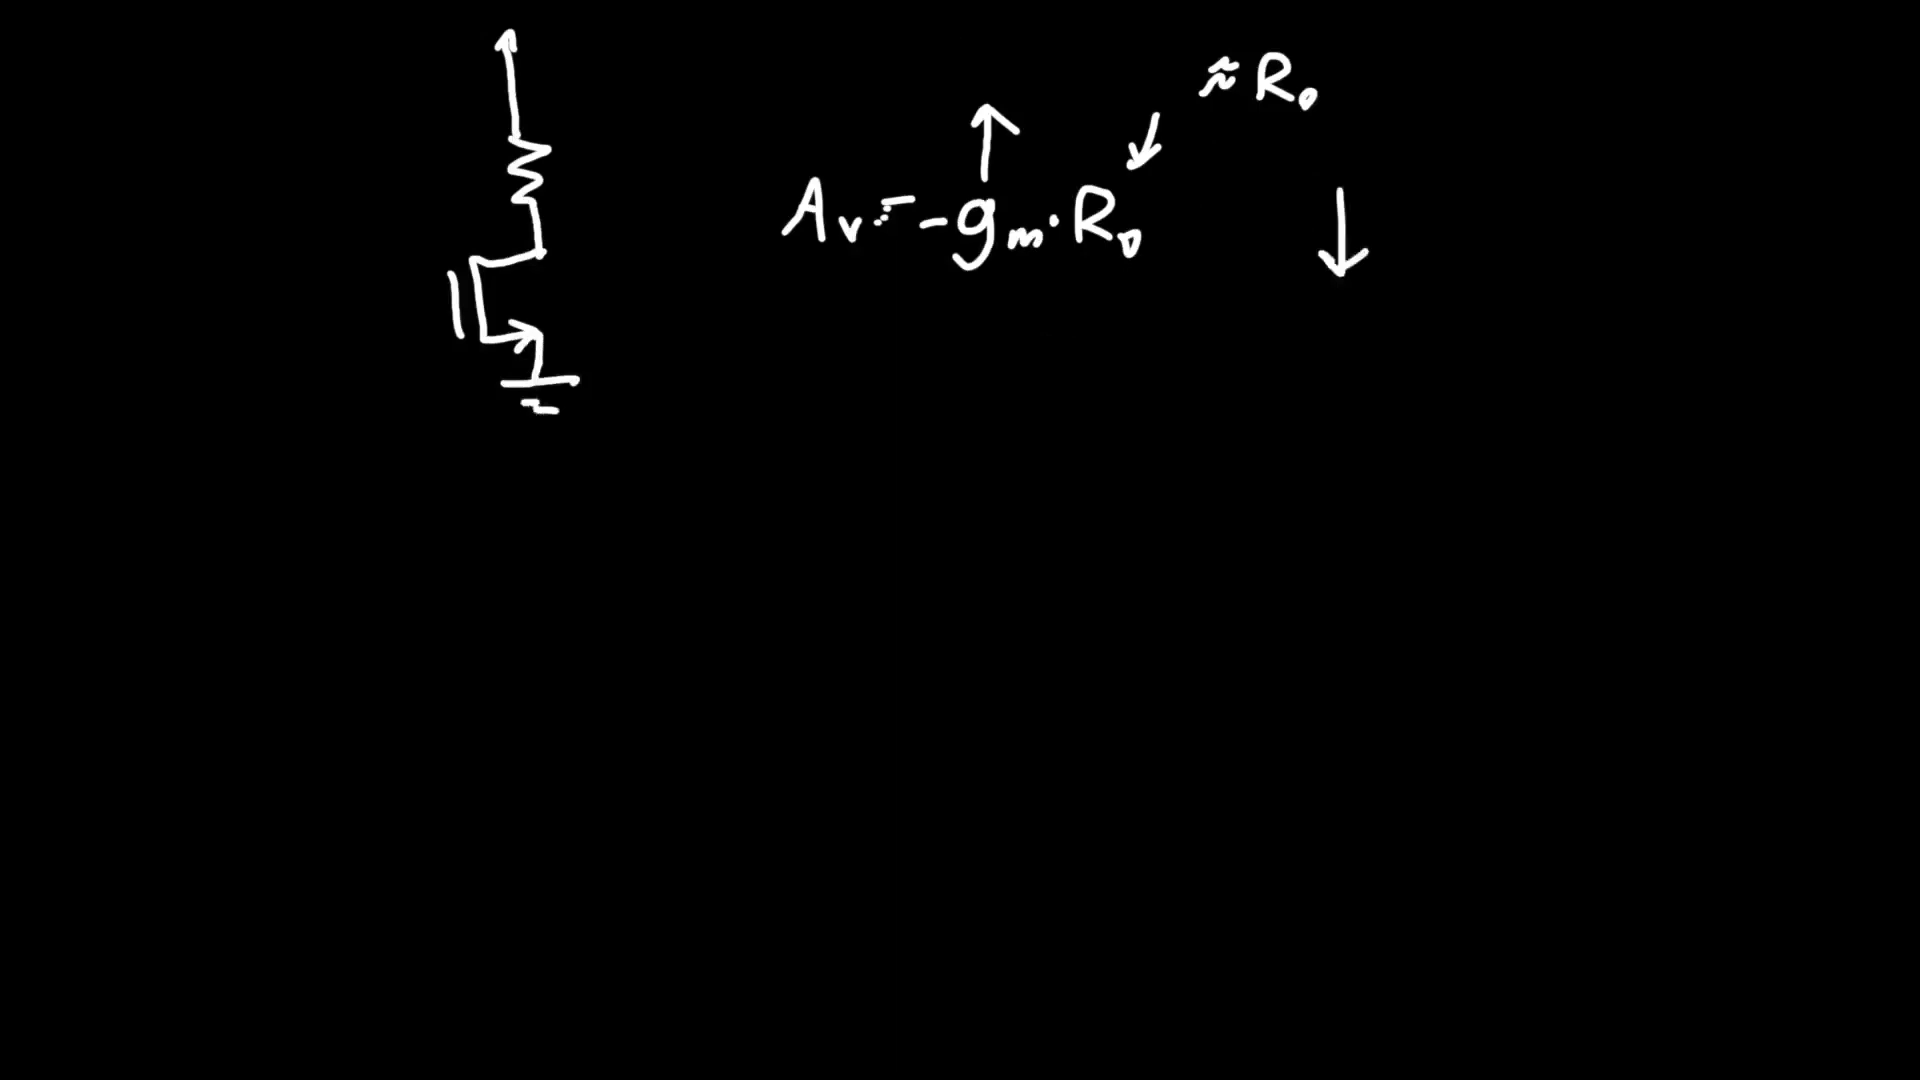 ≈ R₀
Av = -gm·R₀